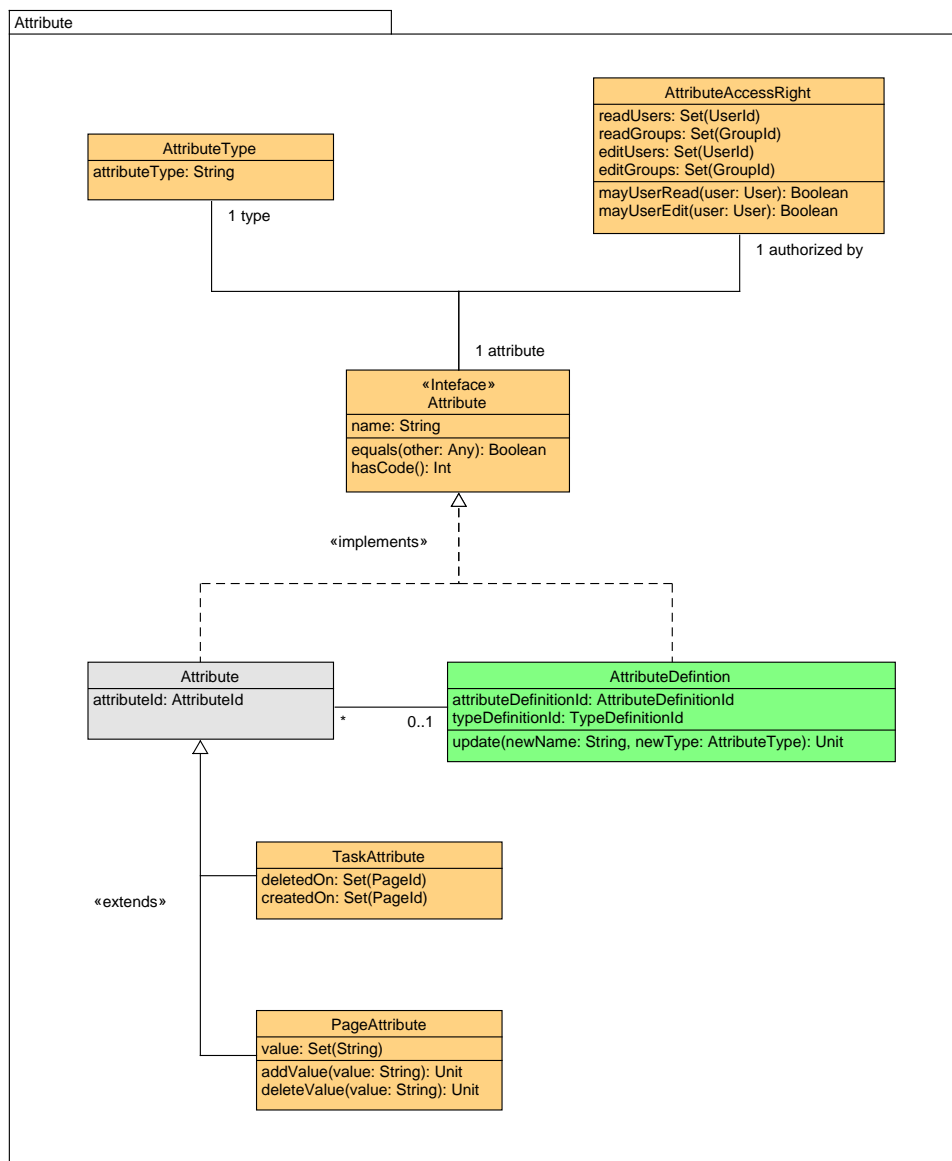 Attribute
AttributeAccessRight
readUsers: Set(UserId)
readGroups: Set(GroupId)
editUsers: Set(UserId)
editGroups: Set(GroupId)
mayUserRead(user: User): Boolean
mayUserEdit(user: User): Boolean
AttributeType
attributeType: String
1 type
1 authorized by
1 attribute
«Inteface»
Attribute
name: String
equals(other: Any): Boolean
hasCode(): Int
«implements»
Attribute
attributeId: AttributeId
* 0..1
AttributeDefintion
attributeDefinitionId: AttributeDefinitionId
typeDefinitionId: TypeDefinitionId
update(newName: String, newType: AttributeType): Unit
TaskAttribute
deletedOn: Set(PageId)
createdOn: Set(PageId)
«extends»
PageAttribute
value: Set(String)
addValue(value: String): Unit
deleteValue(value: String): Unit